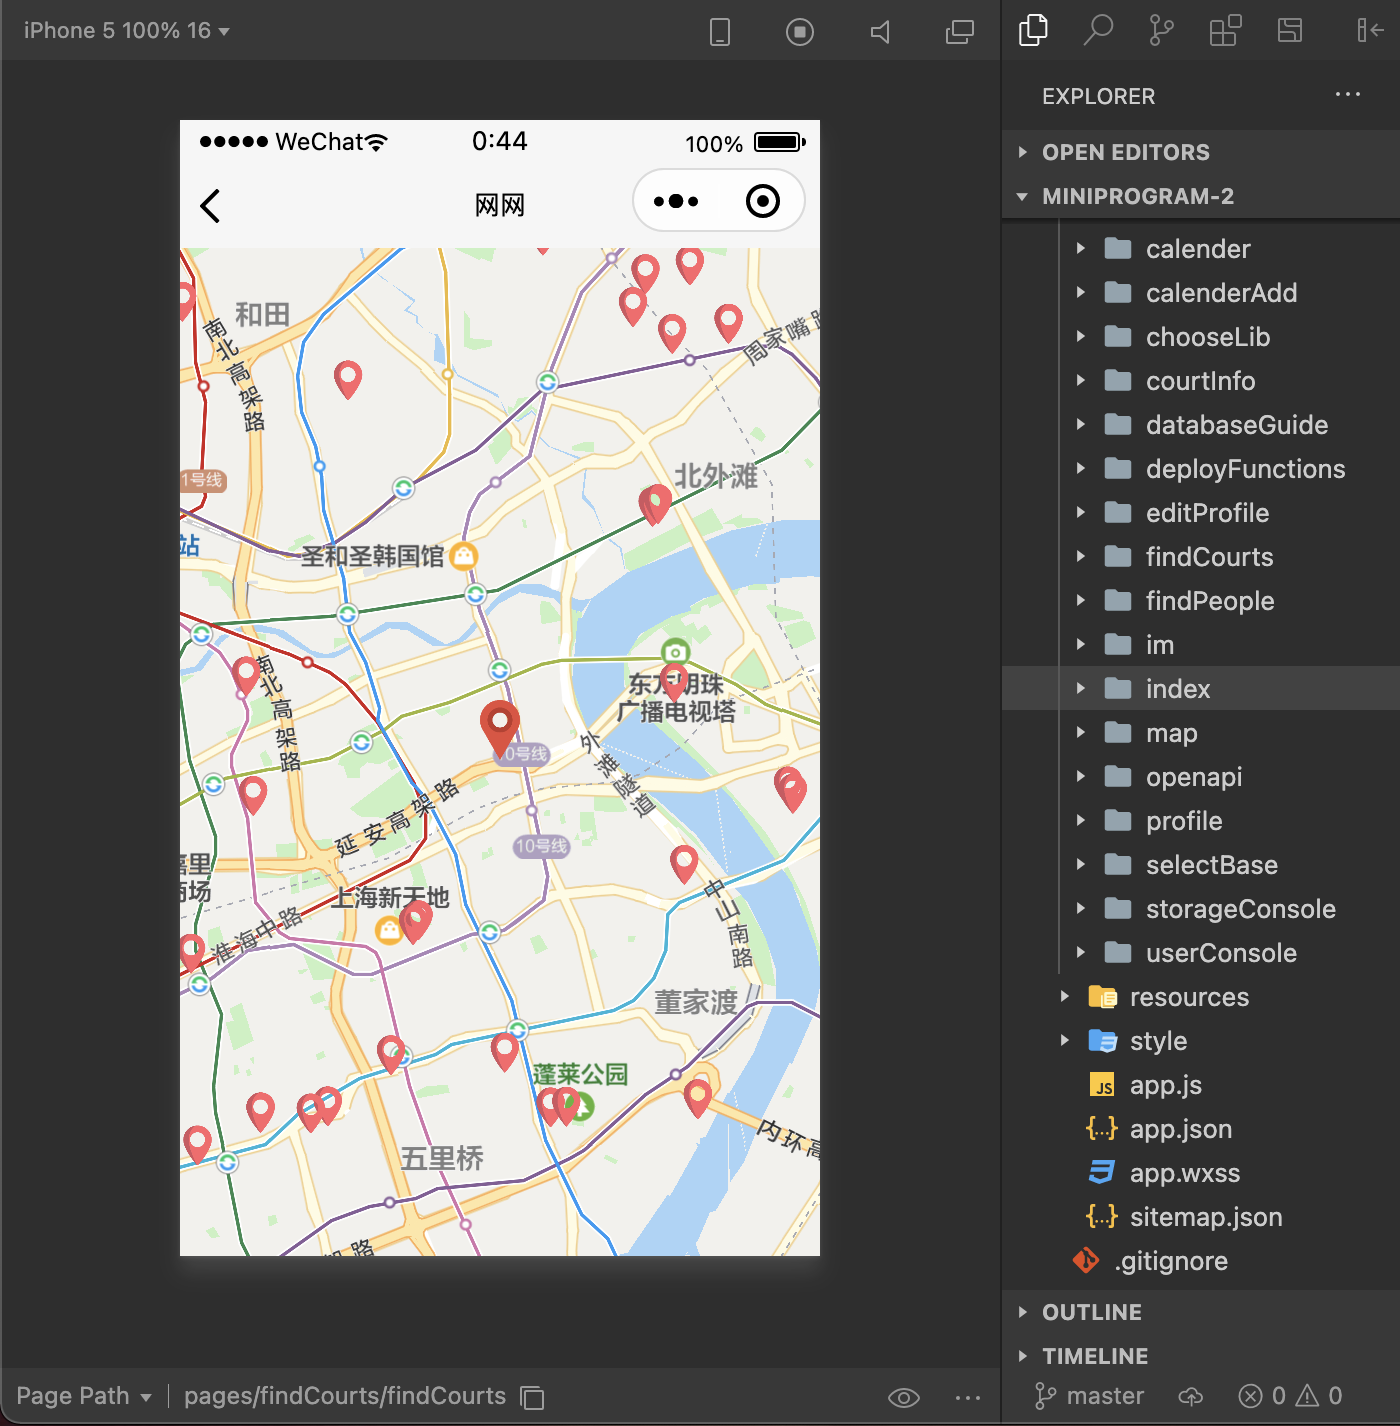 iPhone 5 100% 16
WeChat
0:44
100%
网网
和田
南北高架路
周家嘴路
1号线
北外滩
站
圣和圣韩国馆
东方明珠
广播电视塔
南北高架路
10号线
外滩隧道
延安高架路
10号线
嘉里
商场
上海新天地
中山南路
淮海中路
董家渡
蓬莱公园
内环高
五里桥
架路
Page Path
pages/findCourts/findCourts
EXPLORER
OPEN EDITORS
MINIPROGRAM-2
calender
calenderAdd
chooseLib
courtInfo
databaseGuide
deployFunctions
editProfile
findCourts
findPeople
im
index
map
openapi
profile
selectBase
storageConsole
userConsole
resources
style
JS app.js
{..} app.json
app.wxss
{..} sitemap.json
.gitignore
OUTLINE
TIMELINE
master
0
0